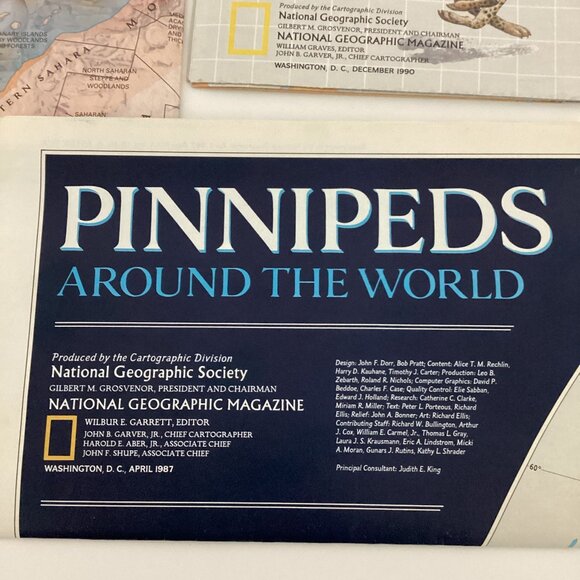 Produced by the Cartographic Division
National Geographic Society
GILBERT M. GROSVENOR, PRESIDENT AND CHAIRMAN
NATIONAL GEOGRAPHIC MAGAZINE
WILLIAM GRAVES, EDITOR
JOHN B. GARVER, JR., CHIEF CARTOGRAPHER
WASHINGTON, D. C., DECEMBER 1990
CANARY ISLANDS
WOODLANDS
FORESTS
NORTH SAHARAN
STEPPE AND
WOODLANDS
SAHARAN
PINNIPEDS
AROUND THE WORLD
Produced by the Cartographic Division
National Geographic Society
GILBERT M. GROSVENOR, PRESIDENT AND CHAIRMAN
NATIONAL GEOGRAPHIC MAGAZINE
WILBUR E. GARRETT, EDITOR
JOHN B. GARVER, JR., CHIEF CARTOGRAPHER
HAROLD E. ABER, JR., ASSOCIATE CHIEF
JOHN F. SHUPE, ASSOCIATE CHIEF
WASHINGTON, D. C., APRIL 1987
Design: John F. Dorr, Bob Pratt; Content: Alice T. M. Rechlin,
Harry D. Kauhane, Timothy J. Carter; Production: Leo B.
Zebarth, Roland R. Nichols; Computer Graphics: David P.
Beddoe, Charles F. Case; Quality Control: Elie Sabban,
Edward J. Holland; Research: Catherine C. Clarke,
Miriam R. Miller; Text: Peter L. Porteous, Richard
Ellis; Relief: John A. Bonner; Art: Richard Ellis;
Contributing Staff: Richard W. Bullington, Arthur
J. Cox, William E. Carmel, Jr., Thomas L. Gray,
Laura J. S. Krausmann, Eric A. Lindstrom, Micki
A. Moran, Gunars J. Rutins, Kathy L. Shrader
Principal Consultant: Judith E. King
60°